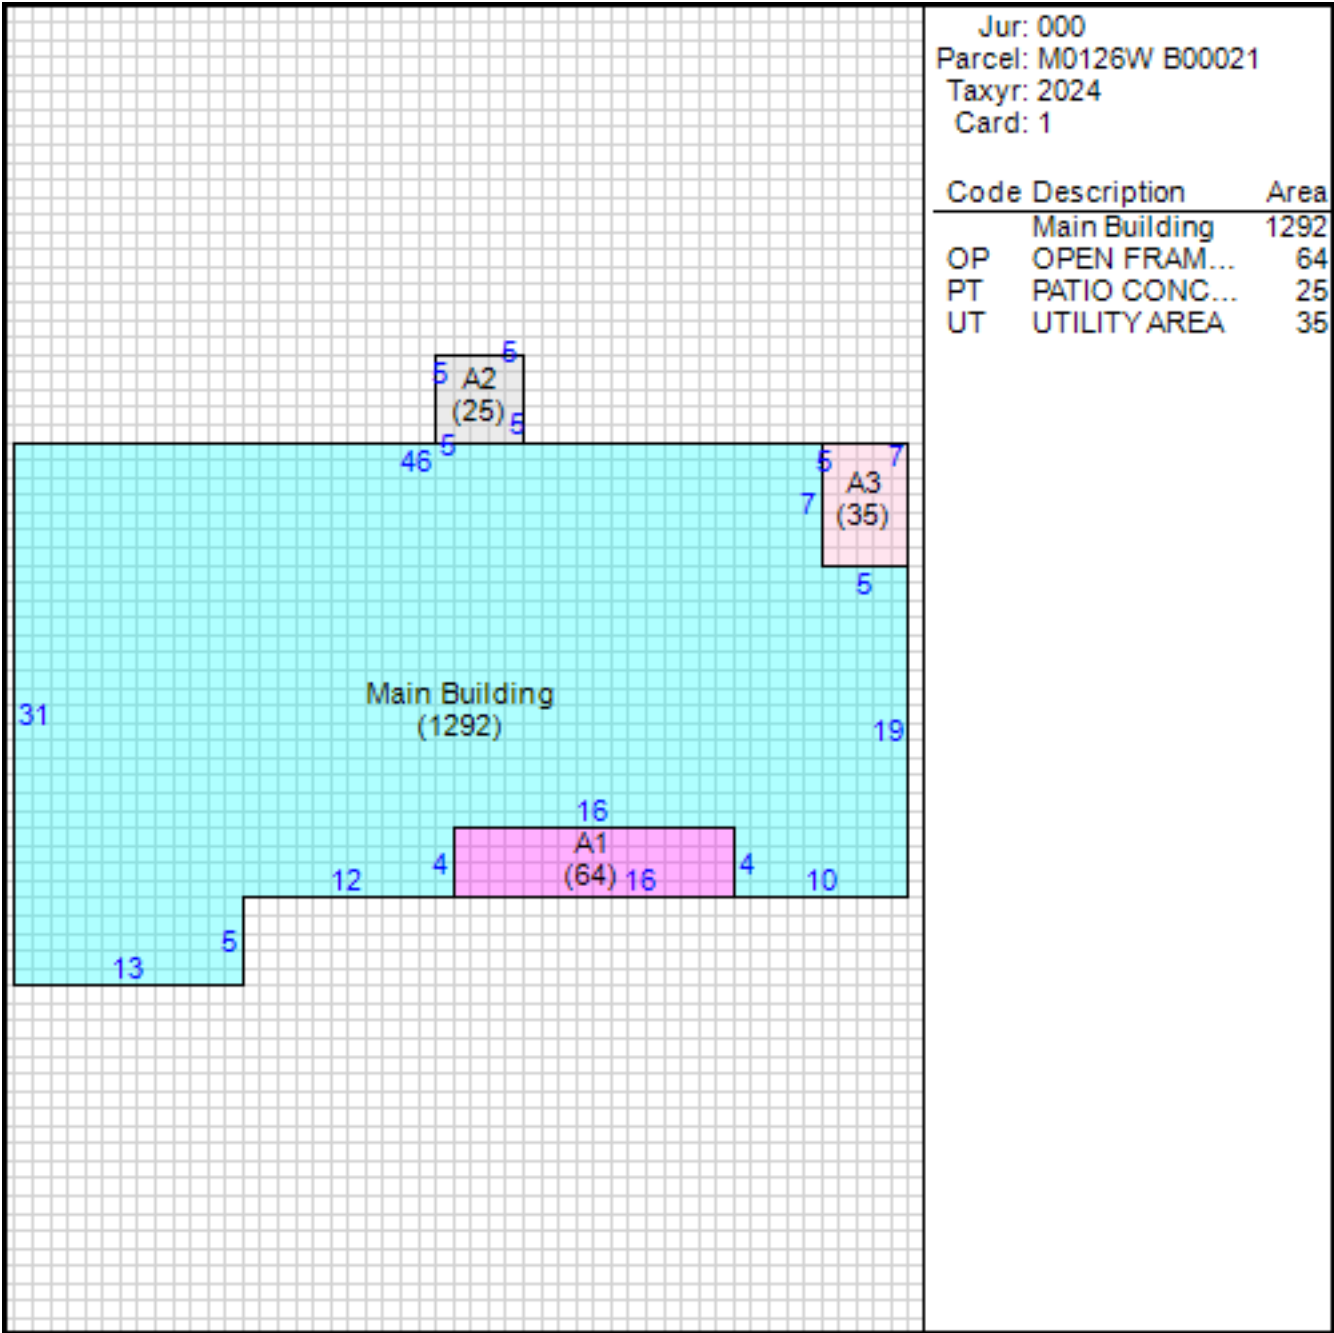 Jur: 000
Parcel: M0126W B00021
Taxyr: 2024
Card: 1
Code Description Area
Main Building 1292
OP OPEN FRAM... 64
PT PATIO CONC... 25
UT UTILITY AREA 35
5
5
A2
(25)
5
5
46
5
7
A3
7
(35)
5
Main Building
31
(1292)
19
16
A1
4
4
(64)
16
12
10
5
13